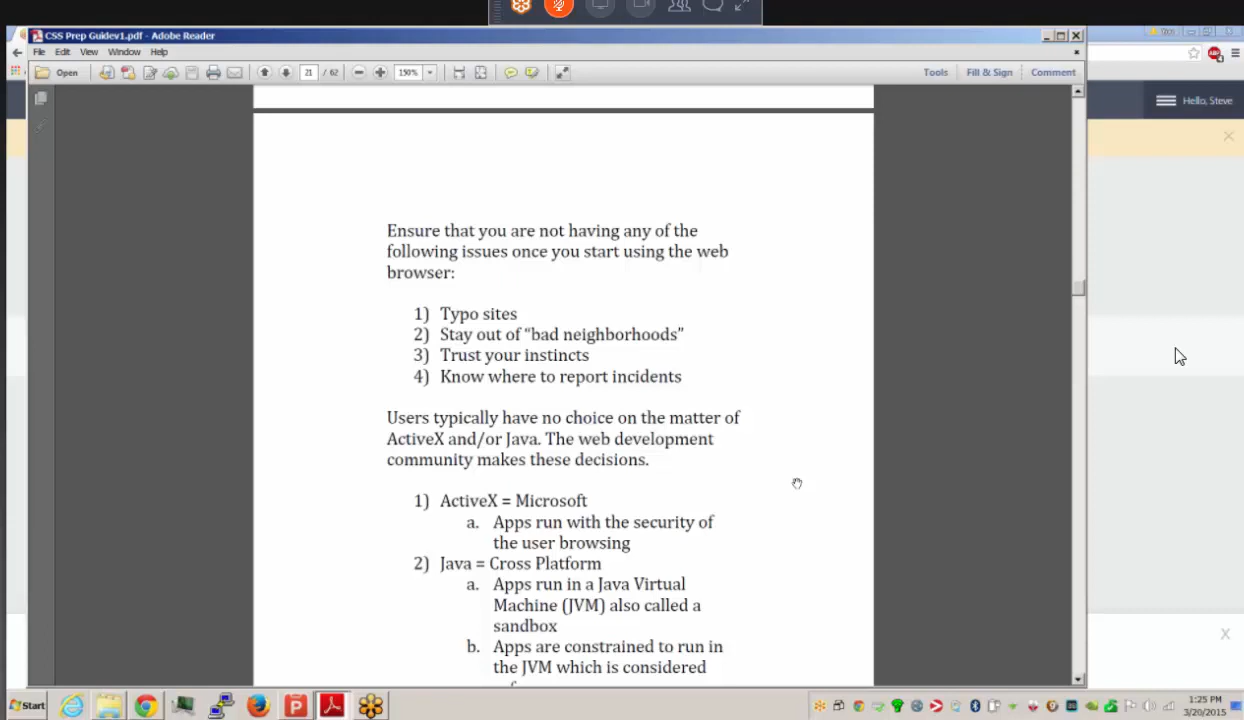 CSS Prep Guidev1.pdf - Adobe Reader
File Edit View Window Help
Open 21 / 62 150% Tools Fill & Sign Comment
Hello, Steve
Ensure that you are not having any of the
following issues once you start using the web
browser:
1) Typo sites
2) Stay out of “bad neighborhoods”
3) Trust your instincts
4) Know where to report incidents
Users typically have no choice on the matter of
ActiveX and/or Java. The web development
community makes these decisions.
1) ActiveX = Microsoft
a. Apps run with the security of
the user browsing
2) Java = Cross Platform
a. Apps run in a Java Virtual
Machine (JVM) also called a
sandbox
b. Apps are constrained to run in
the JVM which is considered
Start 1:25 PM
3/20/2015